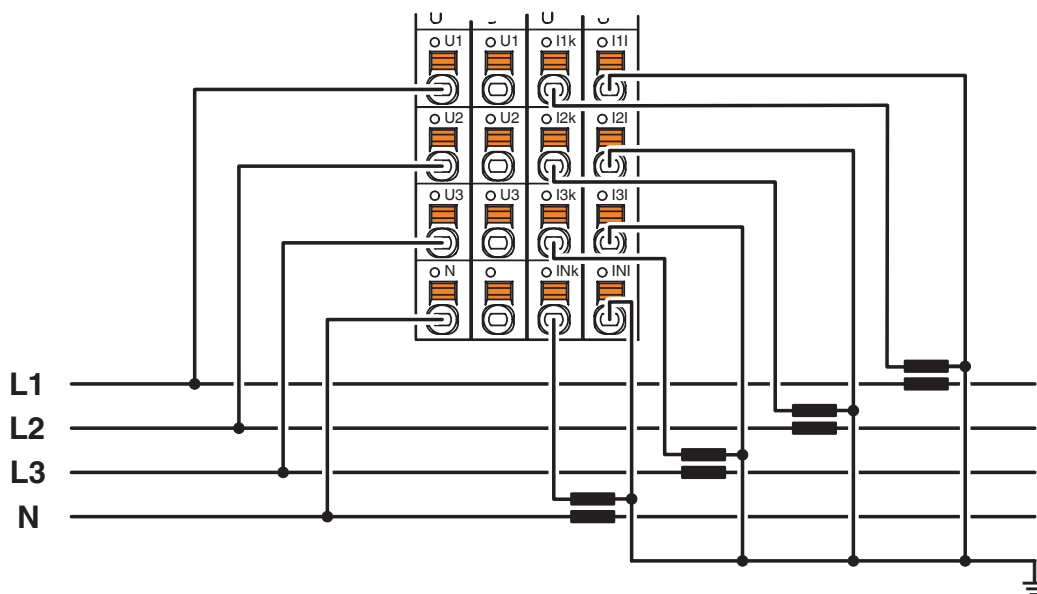 U1 U1 I1k I1l
U2 U2 I2k I2l
U3 U3 I3k I3l
N INk INl
L1
L2
L3
N